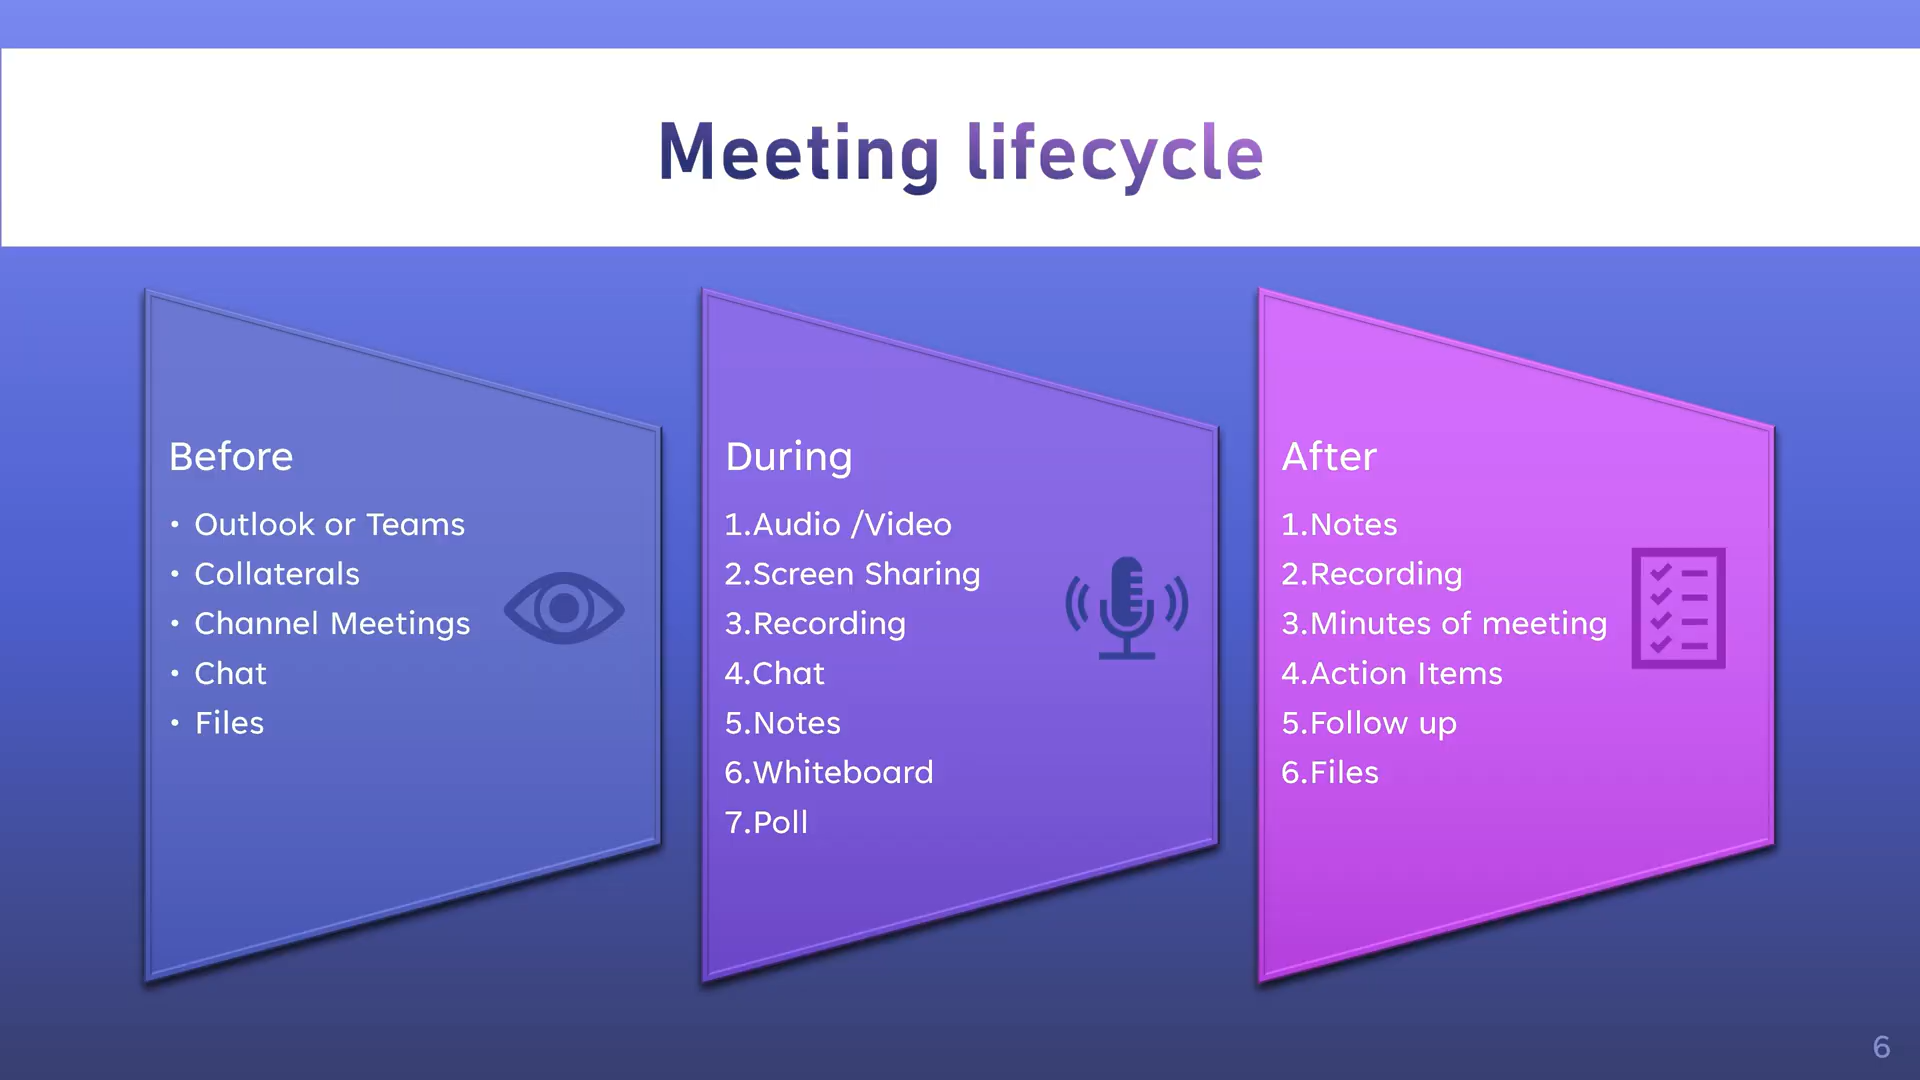 Meeting lifecycle
Before
• Outlook or Teams
• Collaterals
• Channel Meetings
• Chat
• Files
During
1.Audio /Video
2.Screen Sharing
3.Recording
4.Chat
5.Notes
6.Whiteboard
7.Poll
After
1.Notes
2.Recording
3.Minutes of meeting
4.Action Items
5.Follow up
6.Files
6